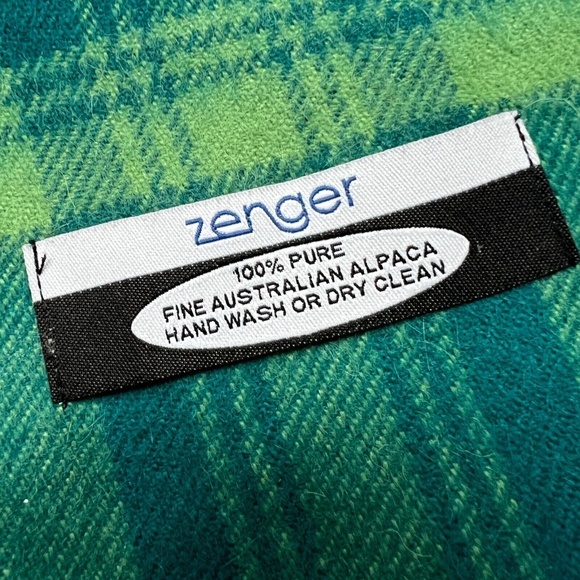 zenger
100% PURE
FINE AUSTRALIAN ALPACA
HAND WASH OR DRY CLEAN